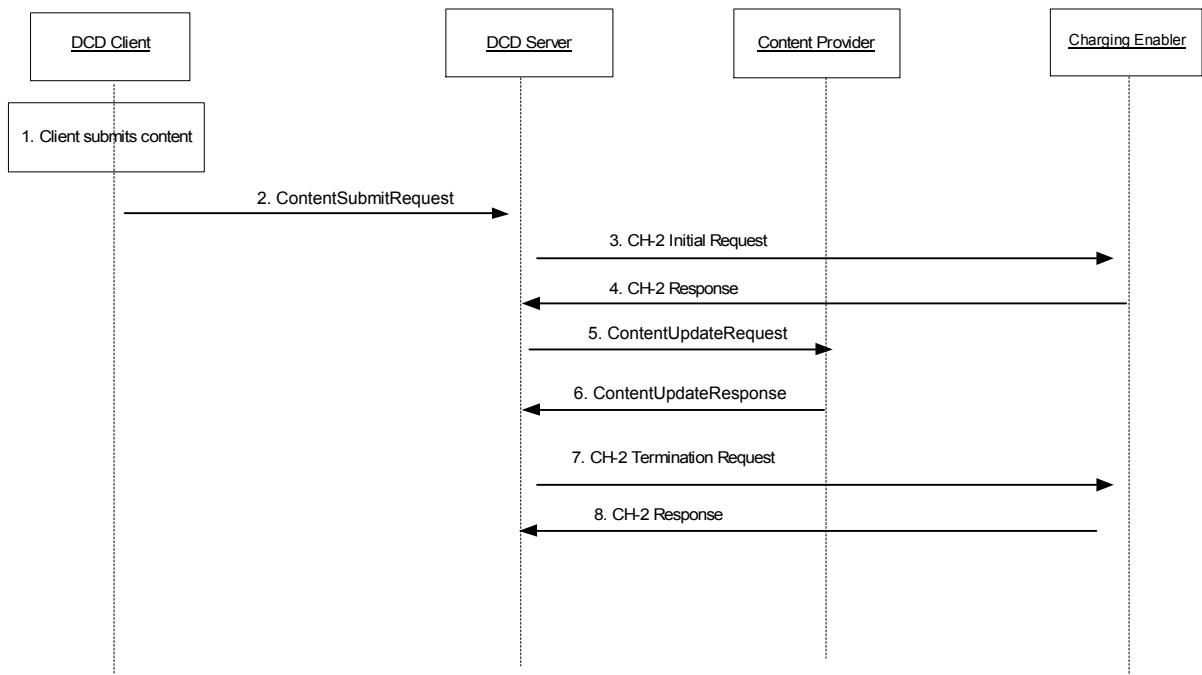 DCD Client
DCD Server
Content Provider
Charging Enabler
1. Client submits content
2. ContentSubmitRequest
3. CH-2 Initial Request
4. CH-2 Response
5. ContentUpdateRequest
6. ContentUpdateResponse
7. CH-2 Termination Request
8. CH-2 Response